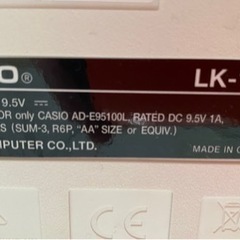 O® LK-
9.5V ⎓
OR only CASIO AD-E95100L, RATED DC 9.5V 1A,
S (SUM-3, R6P, "AA" SIZE or EQUIV.)
PUTER CO.,LTD.
MADE IN C